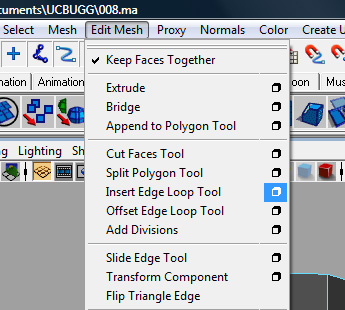 cuments\UCBUGG\008.ma
Select Mesh Edit Mesh Proxy Normals Color Create U
Keep Faces Together
Extrude
Bridge
Append to Polygon Tool
Cut Faces Tool
Split Polygon Tool
Insert Edge Loop Tool
Offset Edge Loop Tool
Add Divisions
Slide Edge Tool
Transform Component
Flip Triangle Edge
mation Animation
oon Mus
ng Lighting Sh